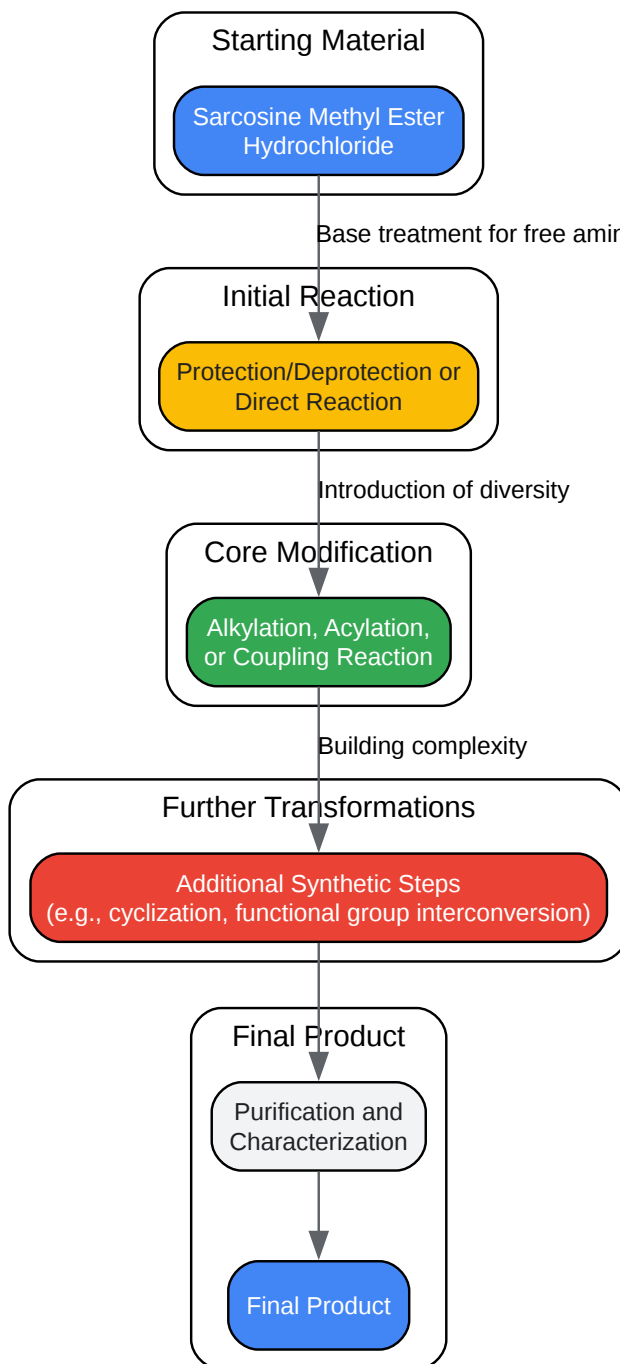 Starting Material
Sarcosine Methyl Ester
Hydrochloride
Base treatment for free amin
Initial Reaction
Protection/Deprotection or
Direct Reaction
Introduction of diversity
Core Modification
Alkylation, Acylation,
or Coupling Reaction
Building complexity
Further Transformations
Additional Synthetic Steps
(e.g., cyclization, functional group interconversion)
Final Product
Purification and
Characterization
Final Product